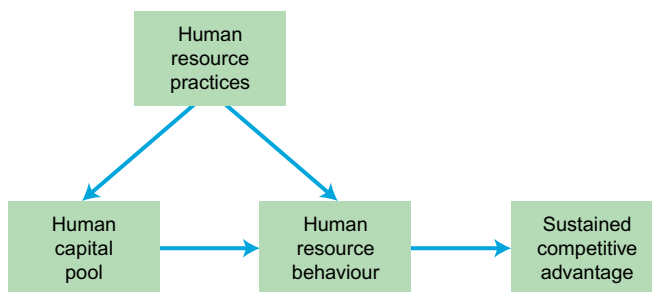 Human
resource
practices
Human
capital
pool
Human
resource
behaviour
Sustained
competitive
advantage